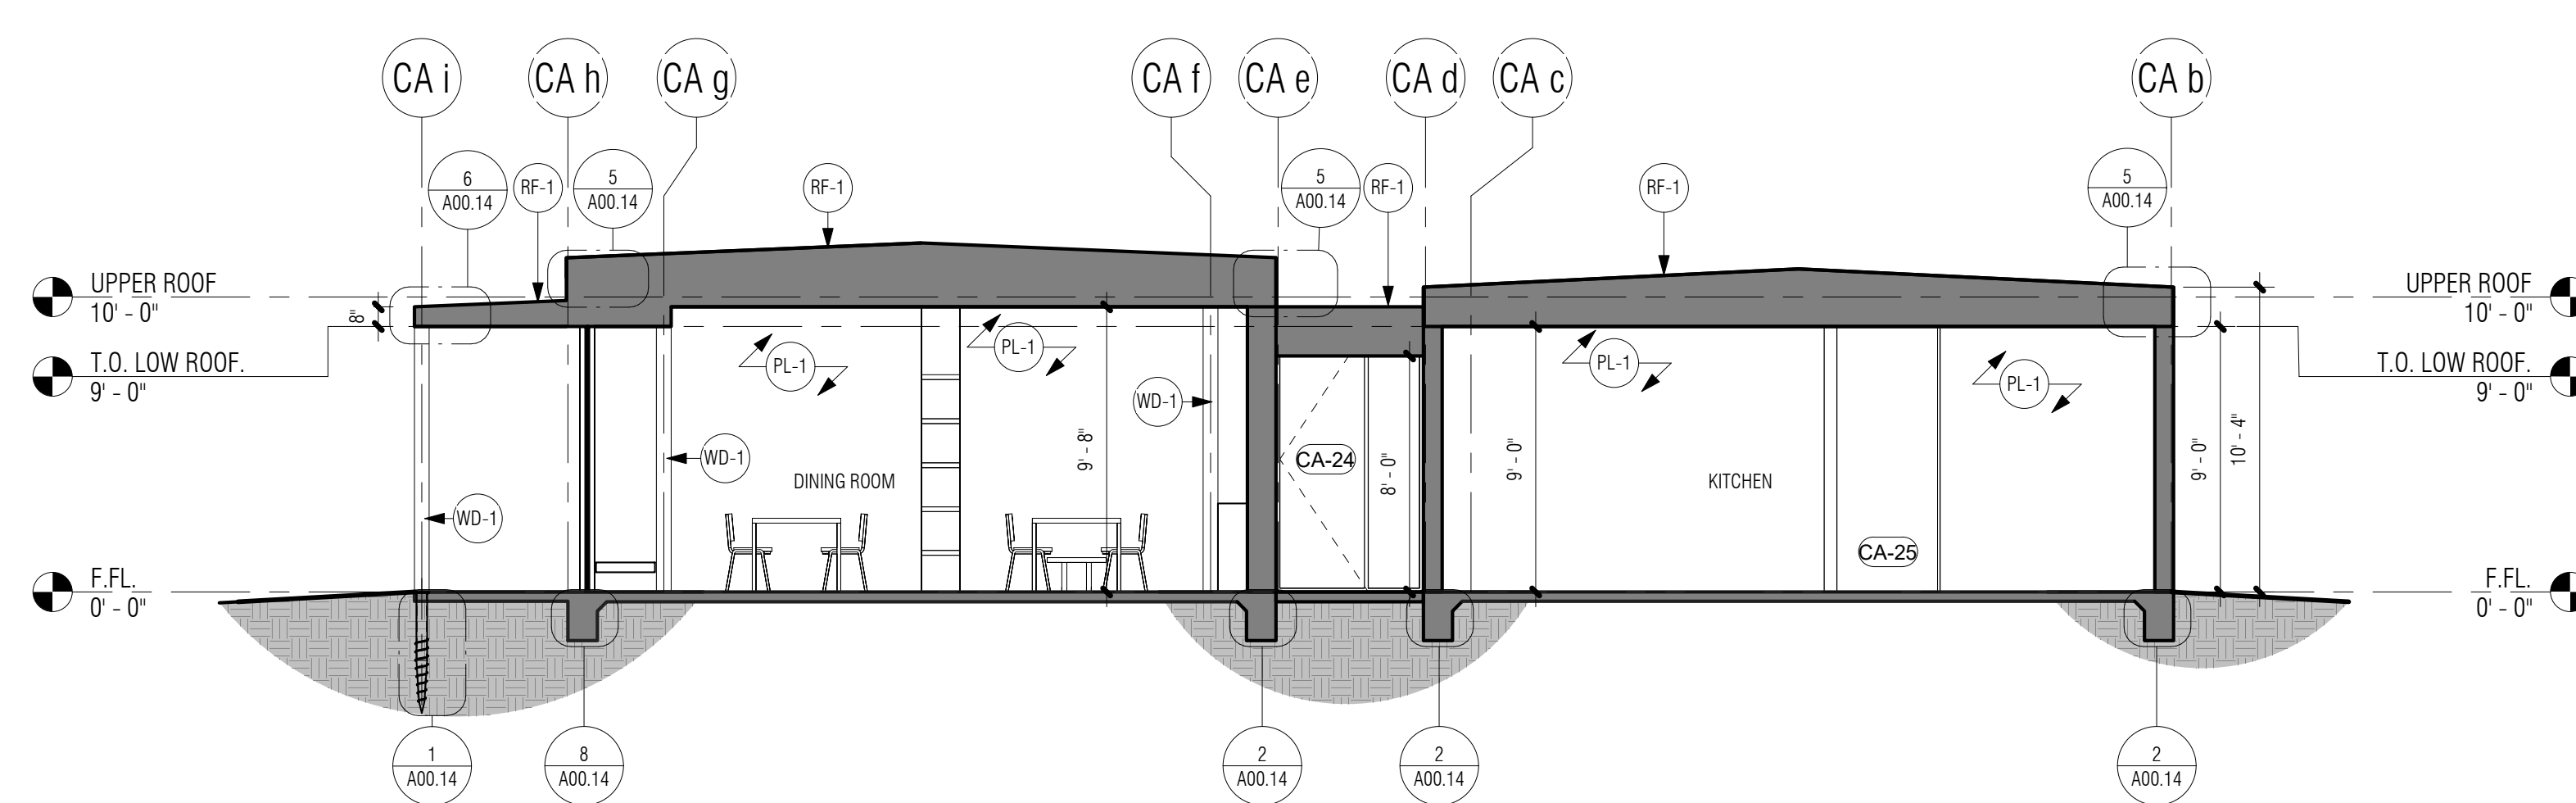 CA i
CA h
CA g
CA f
CA e
CA d
CA c
CA b
6
A00.14
RF-1
5
A00.14
RF-1
5
A00.14
RF-1
RF-1
5
A00.14
UPPER ROOF
10' - 0"
8"
T.O. LOW ROOF.
9' - 0"
UPPER ROOF
10' - 0"
T.O. LOW ROOF.
9' - 0"
PL-1
PL-1
PL-1
PL-1
WD-1
WD-1
WD-1
DINING ROOM
9' - 8"
CA-24
8' - 0"
9' - 0"
KITCHEN
CA-25
9' - 0"
10' - 4"
F.FL.
0' - 0"
F.FL.
0' - 0"
1
A00.14
8
A00.14
2
A00.14
2
A00.14
2
A00.14